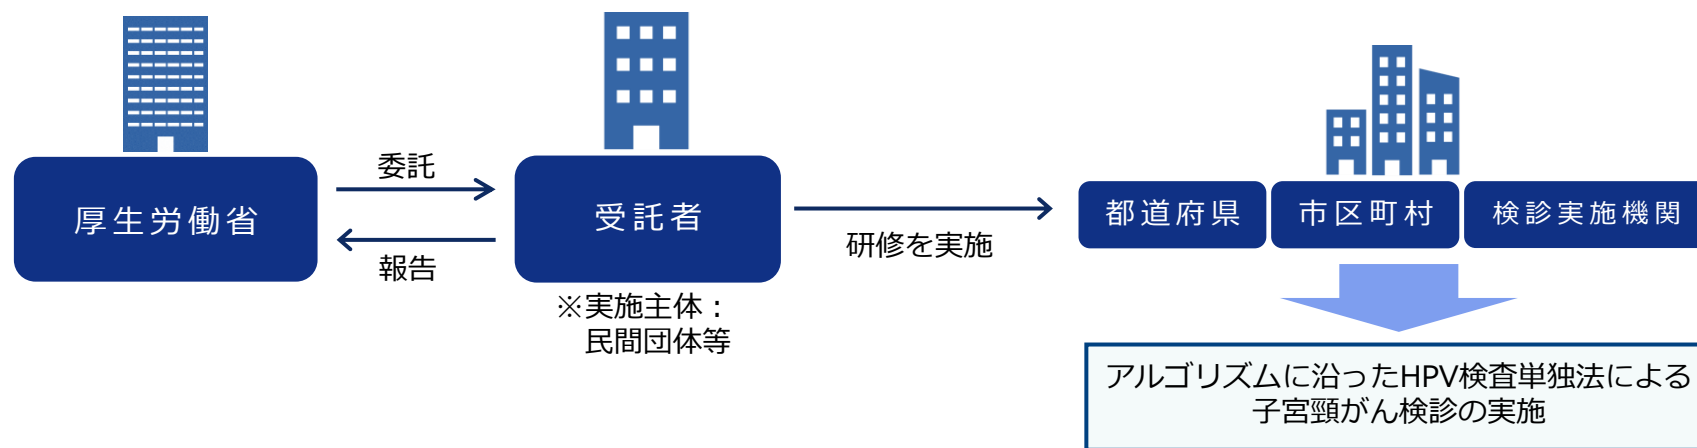 厚生労働省
委託
報告
受託者
※実施主体：
民間団体等
研修を実施
都道府県
市区町村
検診実施機関
アルゴリズムに沿ったHPV検査単独法による
子宮頸がん検診の実施